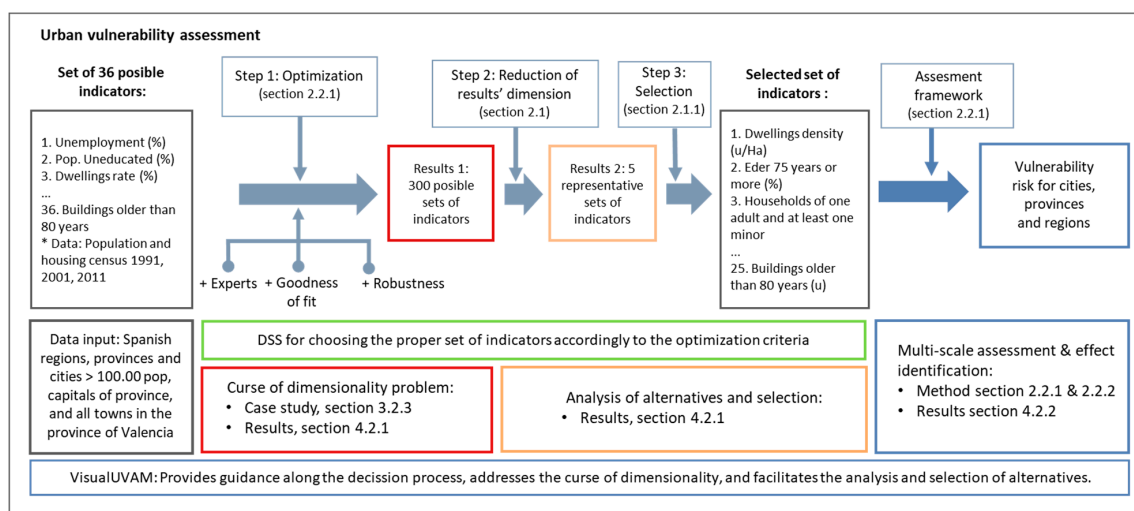 Urban vulnerability assessment
Set of 36 posible
indicators:
1. Unemployment (%)
2. Pop. Uneducated (%)
3. Dwellings rate (%)
...
36. Buildings older than
80 years
* Data: Population and
housing census 1991,
2001, 2011
Step 1: Optimization
(section 2.2.1)
+ Experts
+ Goodness
of fit
+ Robustness
Results 1:
300 posible
sets of
indicators
Step 2: Reduction of
results' dimension
(section 2.1)
Results 2: 5
representative
sets of
indicators
Step 3:
Selection
(section 2.1.1)
Selected set of
indicators :
1. Dwellings density
(u/Ha)
2. Eder 75 years or
more (%)
3. Households of one
adult and at least one
minor
...
25. Buildings older
than 80 years (u)
Assesment
framework
(section 2.2.1)
Vulnerability
risk for cities,
provinces
and regions
Data input: Spanish
regions, provinces and
cities > 100.00 pop,
capitals of province,
and all towns in the
province of Valencia
DSS for choosing the proper set of indicators accordingly to the optimization criteria
Curse of dimensionality problem:
• Case study, section 3.2.3
• Results, section 4.2.1
Analysis of alternatives and selection:
• Results, section 4.2.1
Multi-scale assessment & effect
identification:
• Method section 2.2.1 & 2.2.2
• Results section 4.2.2
VisualUVAM: Provides guidance along the decission process, addresses the curse of dimensionality, and facilitates the analysis and selection of alternatives.